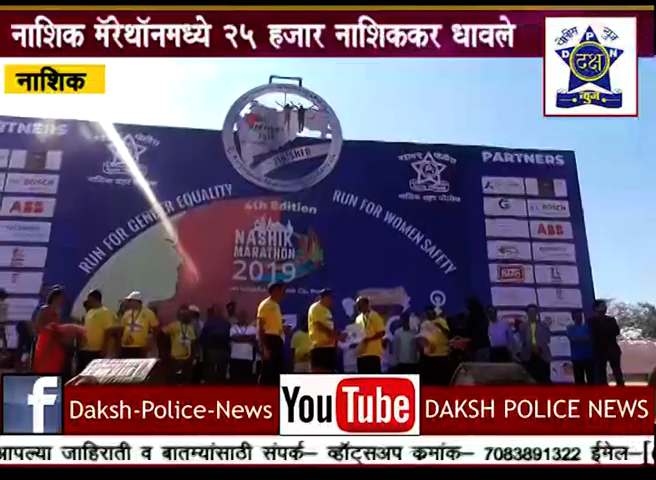 नाशिक मॅरेथॉनमध्ये २५ हजार नाशिककर धावले
दक्ष
न्युज
नाशिक
PARTNERS
PARTNERS
BOSCH
ABB
BOSCH
ABB
RUN FOR GENDER EQUALITY
RUN FOR WOMEN SAFETY
4th Edition
NASHIK
MARATHON
2019
Daksh-Police-News
YouTube
DAKSH POLICE NEWS
आपल्या जाहिराती व बातम्यांसाठी संपर्क– व्हॉट्सअप क्रमांक– 7083891322 ईमेल–